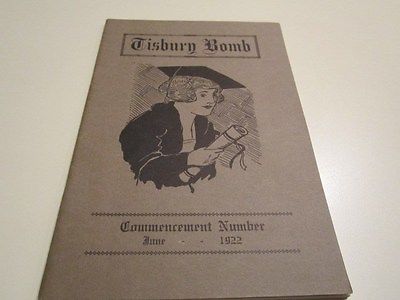 Tisbury Bomb
Commencement Number
June - - 1922